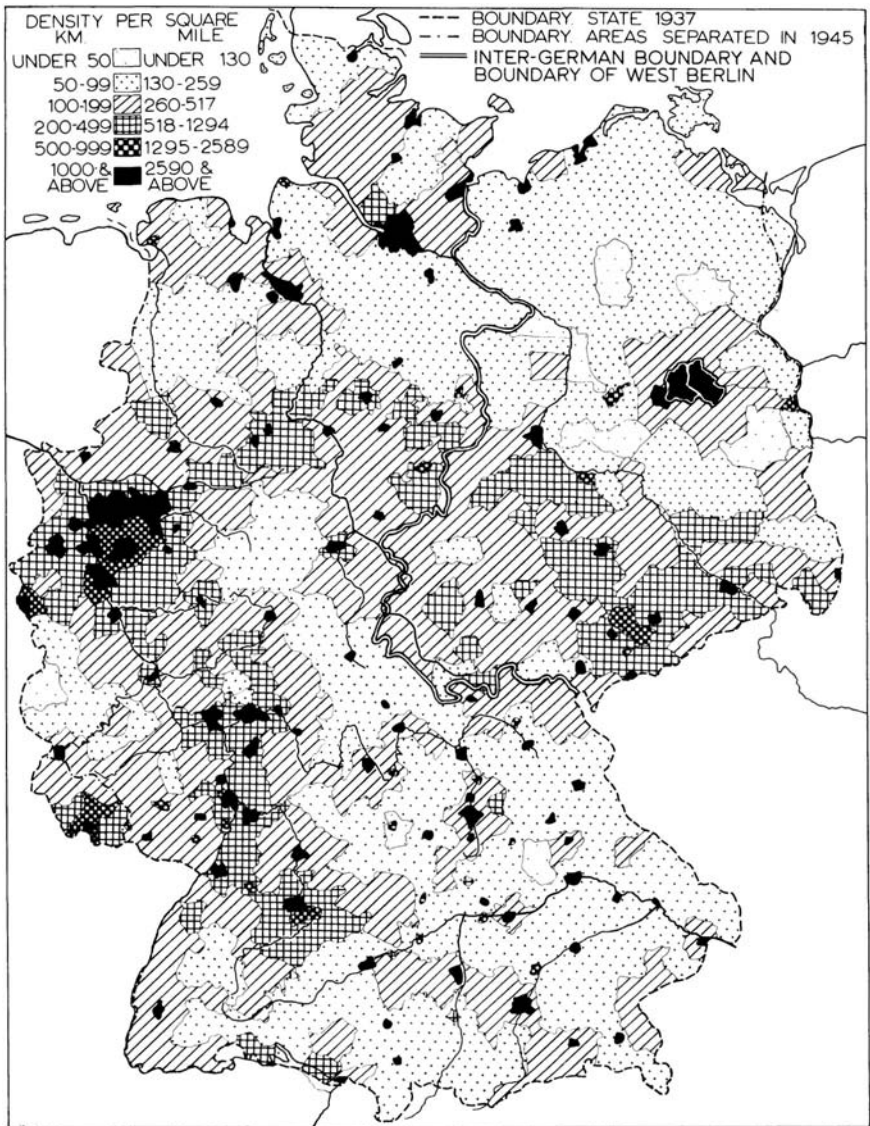 DENSITY PER SQUARE
KM. MILE
UNDER 50 UNDER 130
50-99 130-259
100-199 260-517
200-499 518-1294
500-999 1295-2589
1000 & ABOVE 2590 & ABOVE
BOUNDARY. STATE 1937
BOUNDARY. AREAS SEPARATED IN 1945
INTER-GERMAN BOUNDARY AND
BOUNDARY OF WEST BERLIN